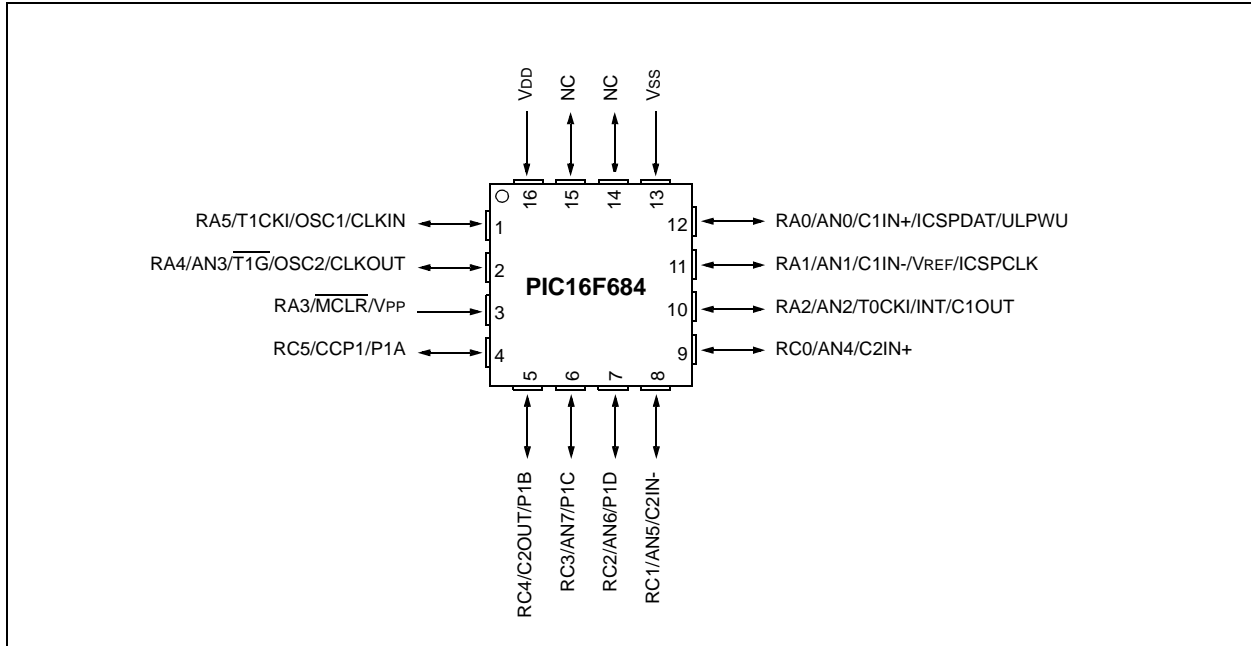 VDD
NC
NC
VSS
16
15
14
13
RA5/T1CKI/OSC1/CLKIN
1
12
RA0/AN0/C1IN+/ICSPDAT/ULPWU
RA4/AN3/T1G/OSC2/CLKOUT
2
11
RA1/AN1/C1IN-/VREF/ICSPCLK
PIC16F684
RA3/MCLR/VPP
3
10
RA2/AN2/T0CKI/INT/C1OUT
RC5/CCP1/P1A
4
9
RC0/AN4/C2IN+
5
6
7
8
RC4/C2OUT/P1B
RC3/AN7/P1C
RC2/AN6/P1D
RC1/AN5/C2IN-